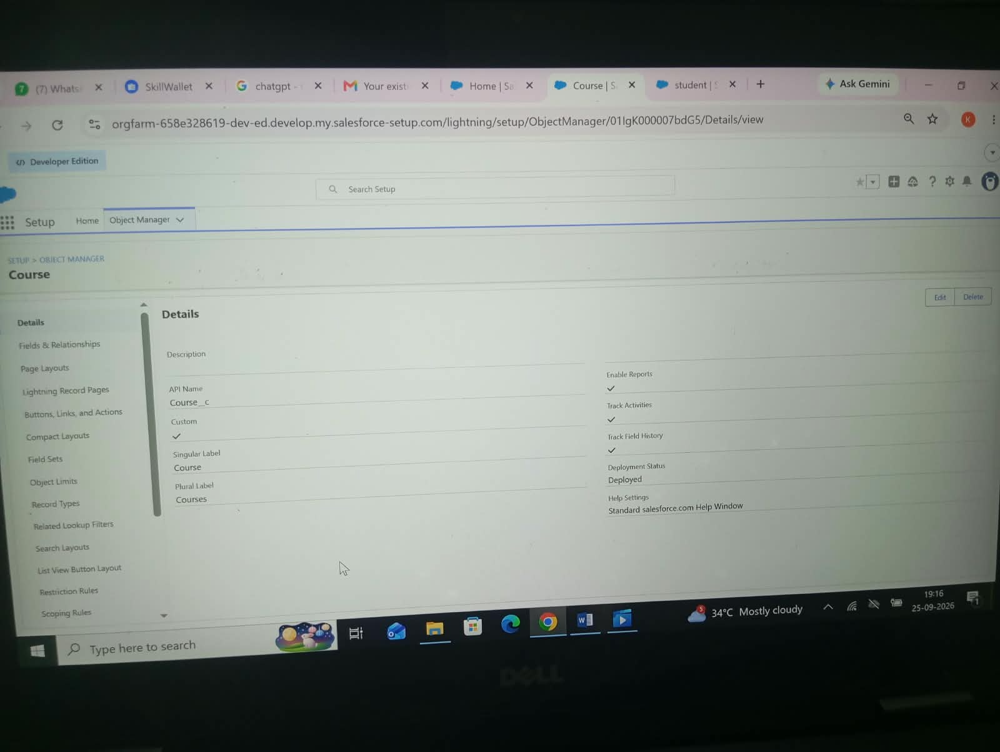 7 (7) Whats
SkillWallet
chatgpt -
Your exist
Home | Sa
Course | S
student | S
Ask Gemini
orgfarm-658e328619-dev-ed.develop.my.salesforce-setup.com/lightning/setup/ObjectManager/01IgK000007bdG5/Details/view
K
Developer Edition
Search Setup
Setup
Home
Object Manager
SETUP > OBJECT MANAGER
Course
Edit
Delete
Details
Fields & Relationships
Page Layouts
Lightning Record Pages
Buttons, Links, and Actions
Compact Layouts
Field Sets
Object Limits
Record Types
Related Lookup Filters
Search Layouts
List View Button Layout
Restriction Rules
Scoping Rules
Details
Description
API Name
Course__c
Custom
Singular Label
Course
Plural Label
Courses
Enable Reports
Track Activities
Track Field History
Deployment Status
Deployed
Help Settings
Standard salesforce.com Help Window
Type here to search
5
34°C Mostly cloudy
19:16
25-09-2026
1
DELL